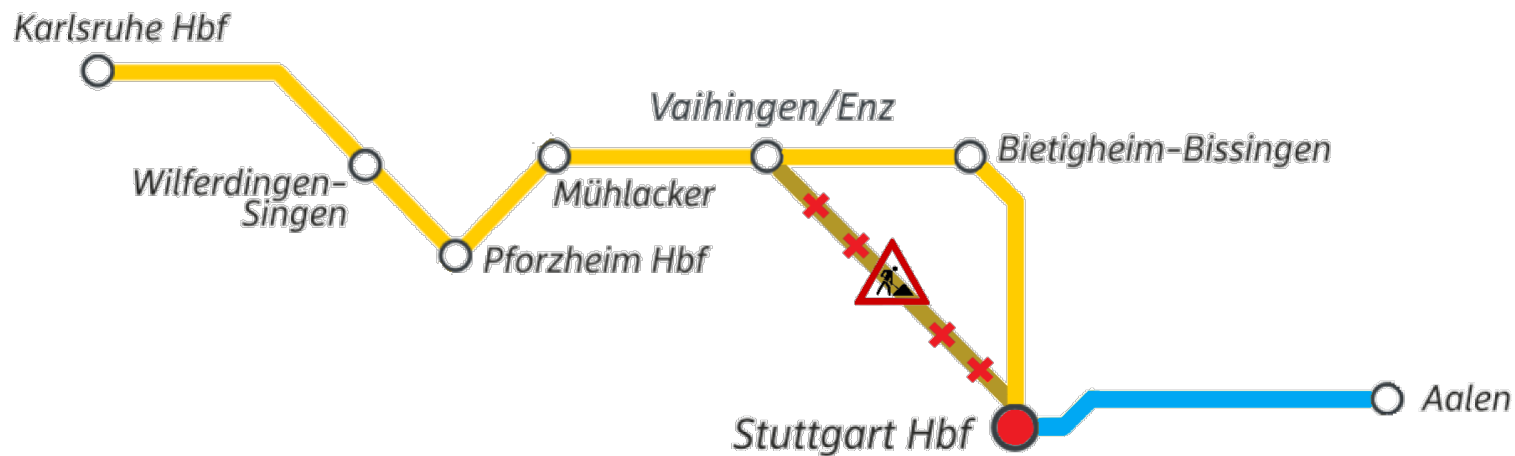 Karlsruhe Hbf
Vaihingen/Enz
Bietigheim-Bissingen
Wilferdingen-
Singen
Mühlacker
Pforzheim Hbf
Stuttgart Hbf
Aalen